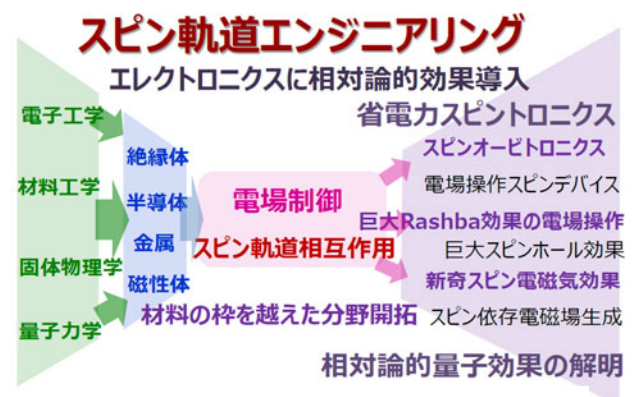 スピン軌道エンジニアリング
エレクトロニクスに相対論的効果導入
電子工学
材料工学
固体物理学
量子力学
絶縁体
半導体
金属
磁性体
電場制御
スピン軌道相互作用
材料の枠を越えた分野開拓
省電力スピントロニクス
スピンオービトロニクス
電場操作スピンデバイス
巨大Rashba効果の電場操作
巨大スピンホール効果
新奇スピン電磁気効果
スピン依存電磁場生成
相対論的量子効果の解明